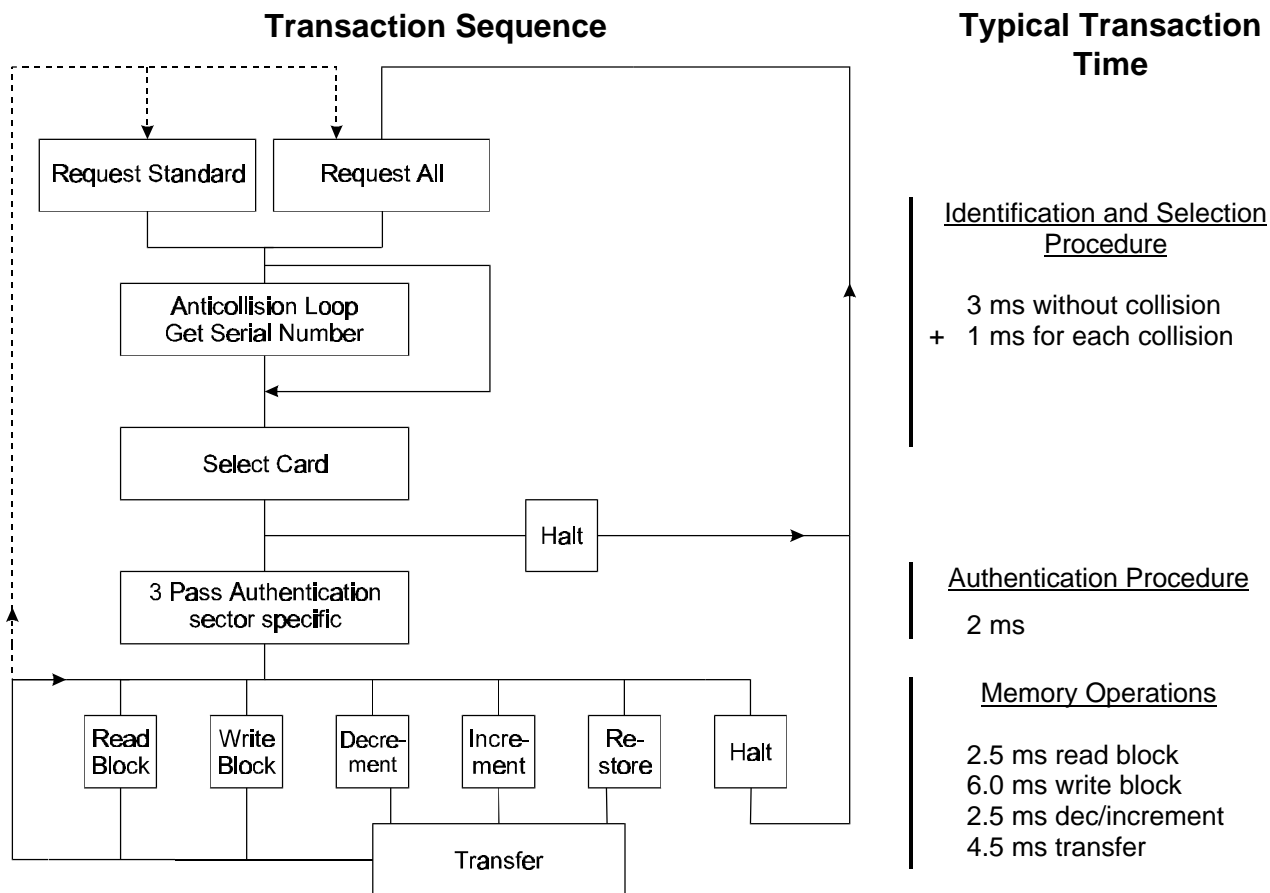 Transaction Sequence
Typical Transaction
Time
Request Standard
Request All
Identification and Selection
Procedure
Anticollision Loop
Get Serial Number
3 ms without collision
+ 1 ms for each collision
Select Card
Halt
3 Pass Authentication
sector specific
Authentication Procedure
2 ms
Memory Operations
Read
Block
Write
Block
Decre-
ment
Incre-
ment
Re-
store
Halt
2.5 ms read block
6.0 ms write block
2.5 ms dec/increment
4.5 ms transfer
Transfer